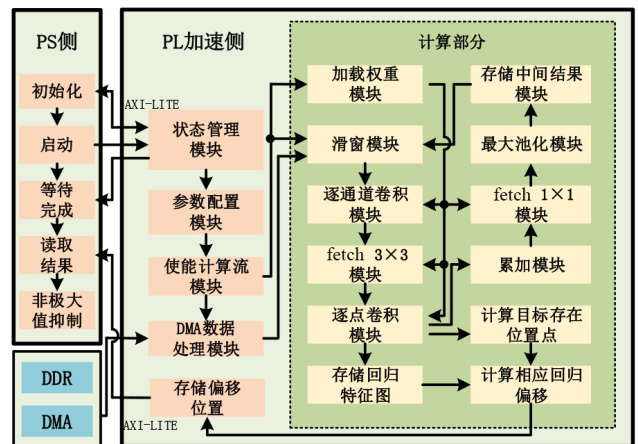 PS侧
初始化
启动
等待
完成
读取
结果
非极大
值抑制
DDR
DMA
PL加速侧
AXI-LITE
状态管理
模块
参数配置
模块
使能计算流
模块
DMA数据
处理模块
存储偏移
位置
AXI-LITE
计算部分
加载权重
模块
滑窗模块
逐通道卷积
模块
fetch 3×3
模块
逐点卷积
模块
存储回归
特征图
存储中间结果
模块
最大池化模块
fetch 1×1
模块
累加模块
计算目标存在
位置点
计算相应回归
偏移